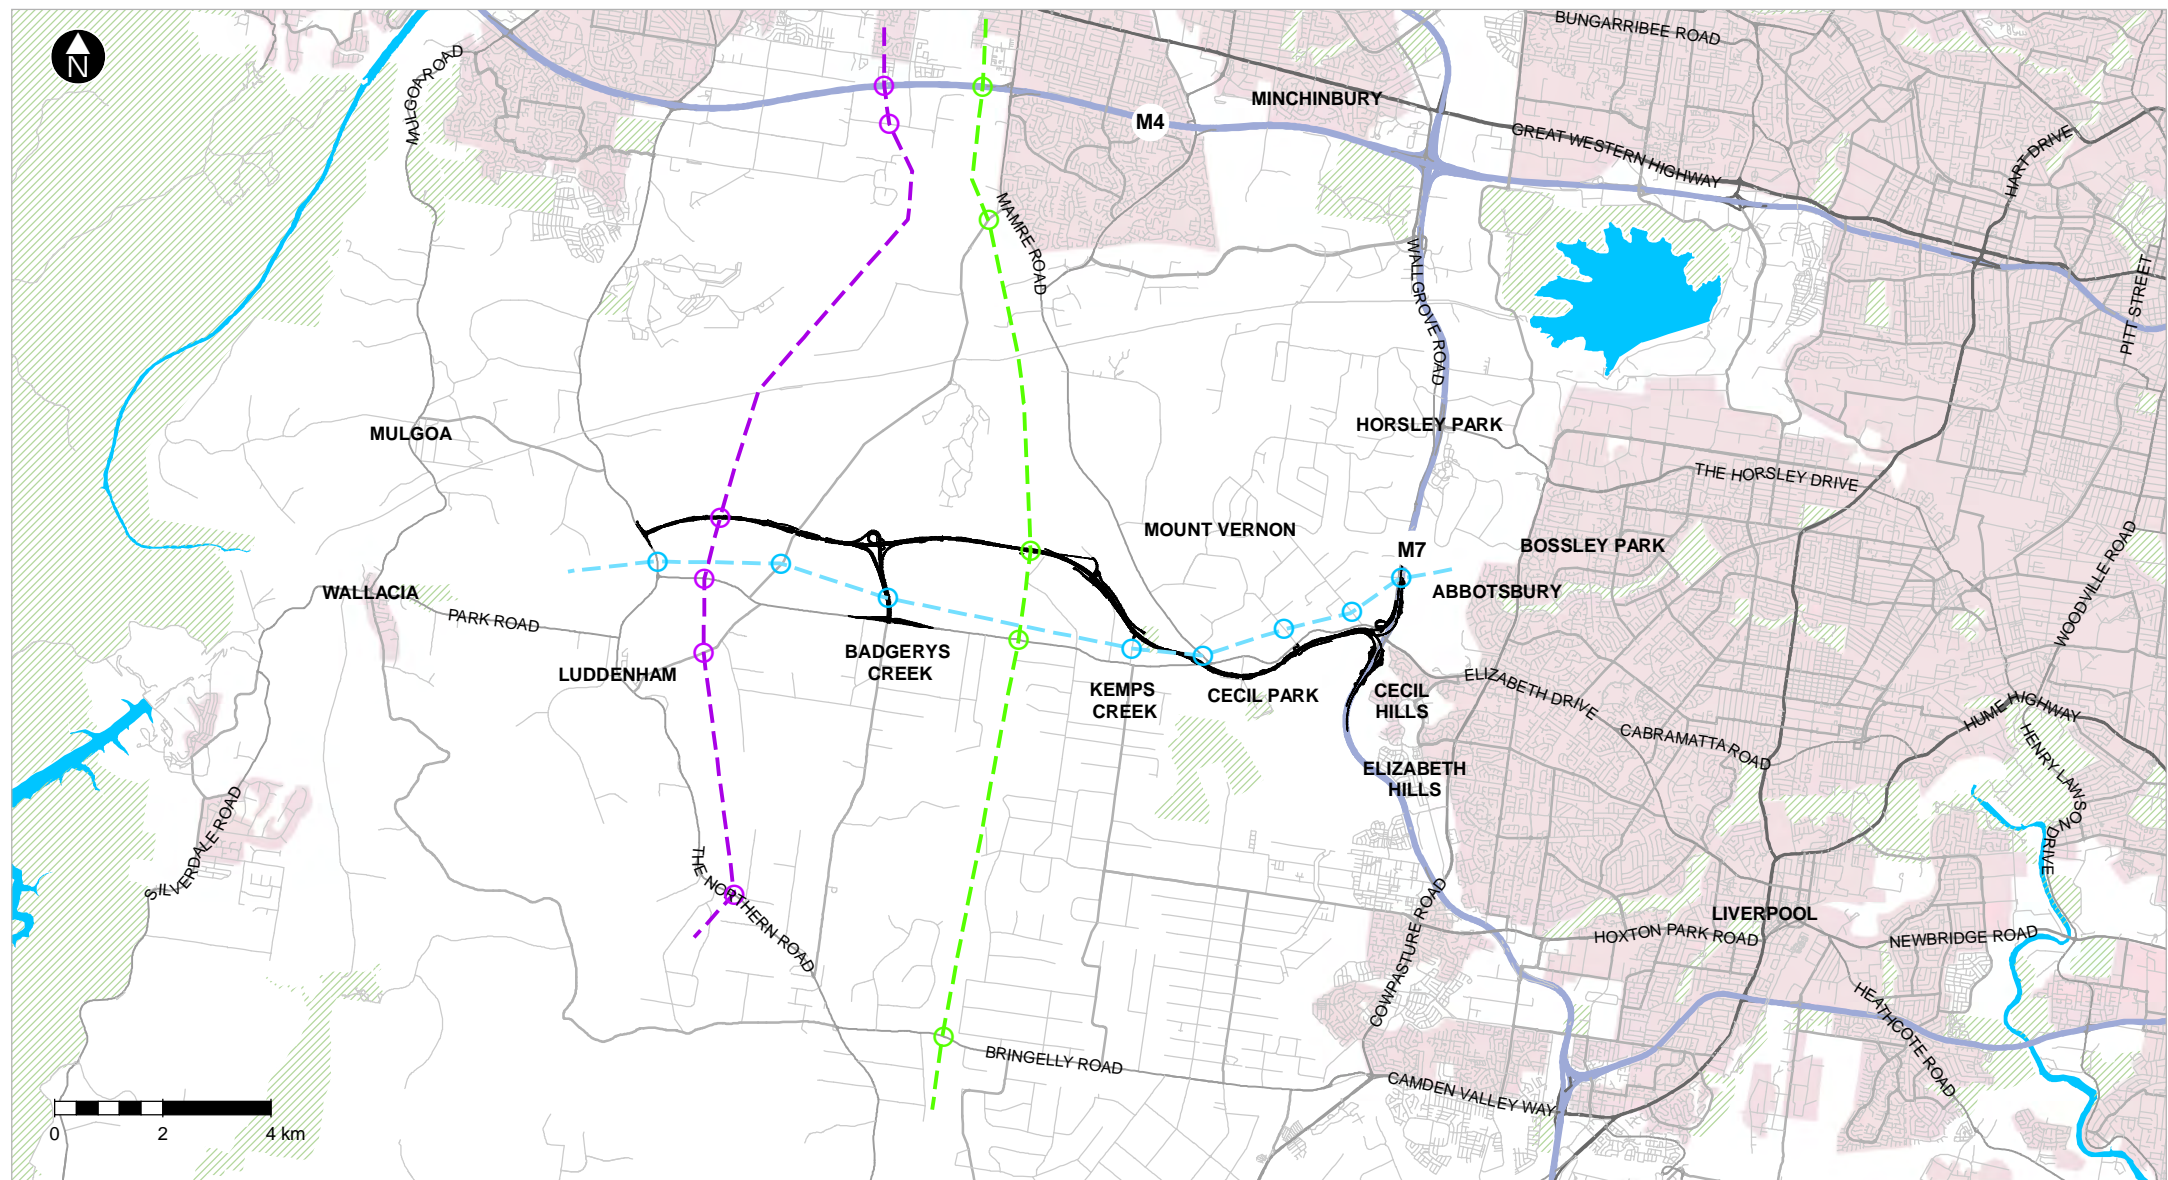 BUNGARRIBEE ROAD
N
MULGOA ROAD
MINCHINBURY
M4
GREAT WESTERN HIGHWAY
HART DRIVE
MAMRE ROAD
WALLGROVE ROAD
PITT STREET
MULGOA
HORSLEY PARK
THE HORSLEY DRIVE
MOUNT VERNON
M7
BOSSLEY PARK
WALLACIA
ABBOTSBURY
WOODVILLE ROAD
PARK ROAD
LUDDENHAM
BADGERYS
CREEK
KEMPS
CREEK
CECIL PARK
CECIL
HILLS
ELIZABETH DRIVE
HUME HIGHWAY
CABRAMATTA ROAD
HENRY LAWSON DRIVE
ELIZABETH
HILLS
SILVERDALE ROAD
THE NORTHERN ROAD
LIVERPOOL
COWPASTURE ROAD
HOXTON PARK ROAD
NEWBRIDGE ROAD
HEATHCOTE ROAD
BRINGELLY ROAD
CAMDEN VALLEY WAY
0 2 4 km